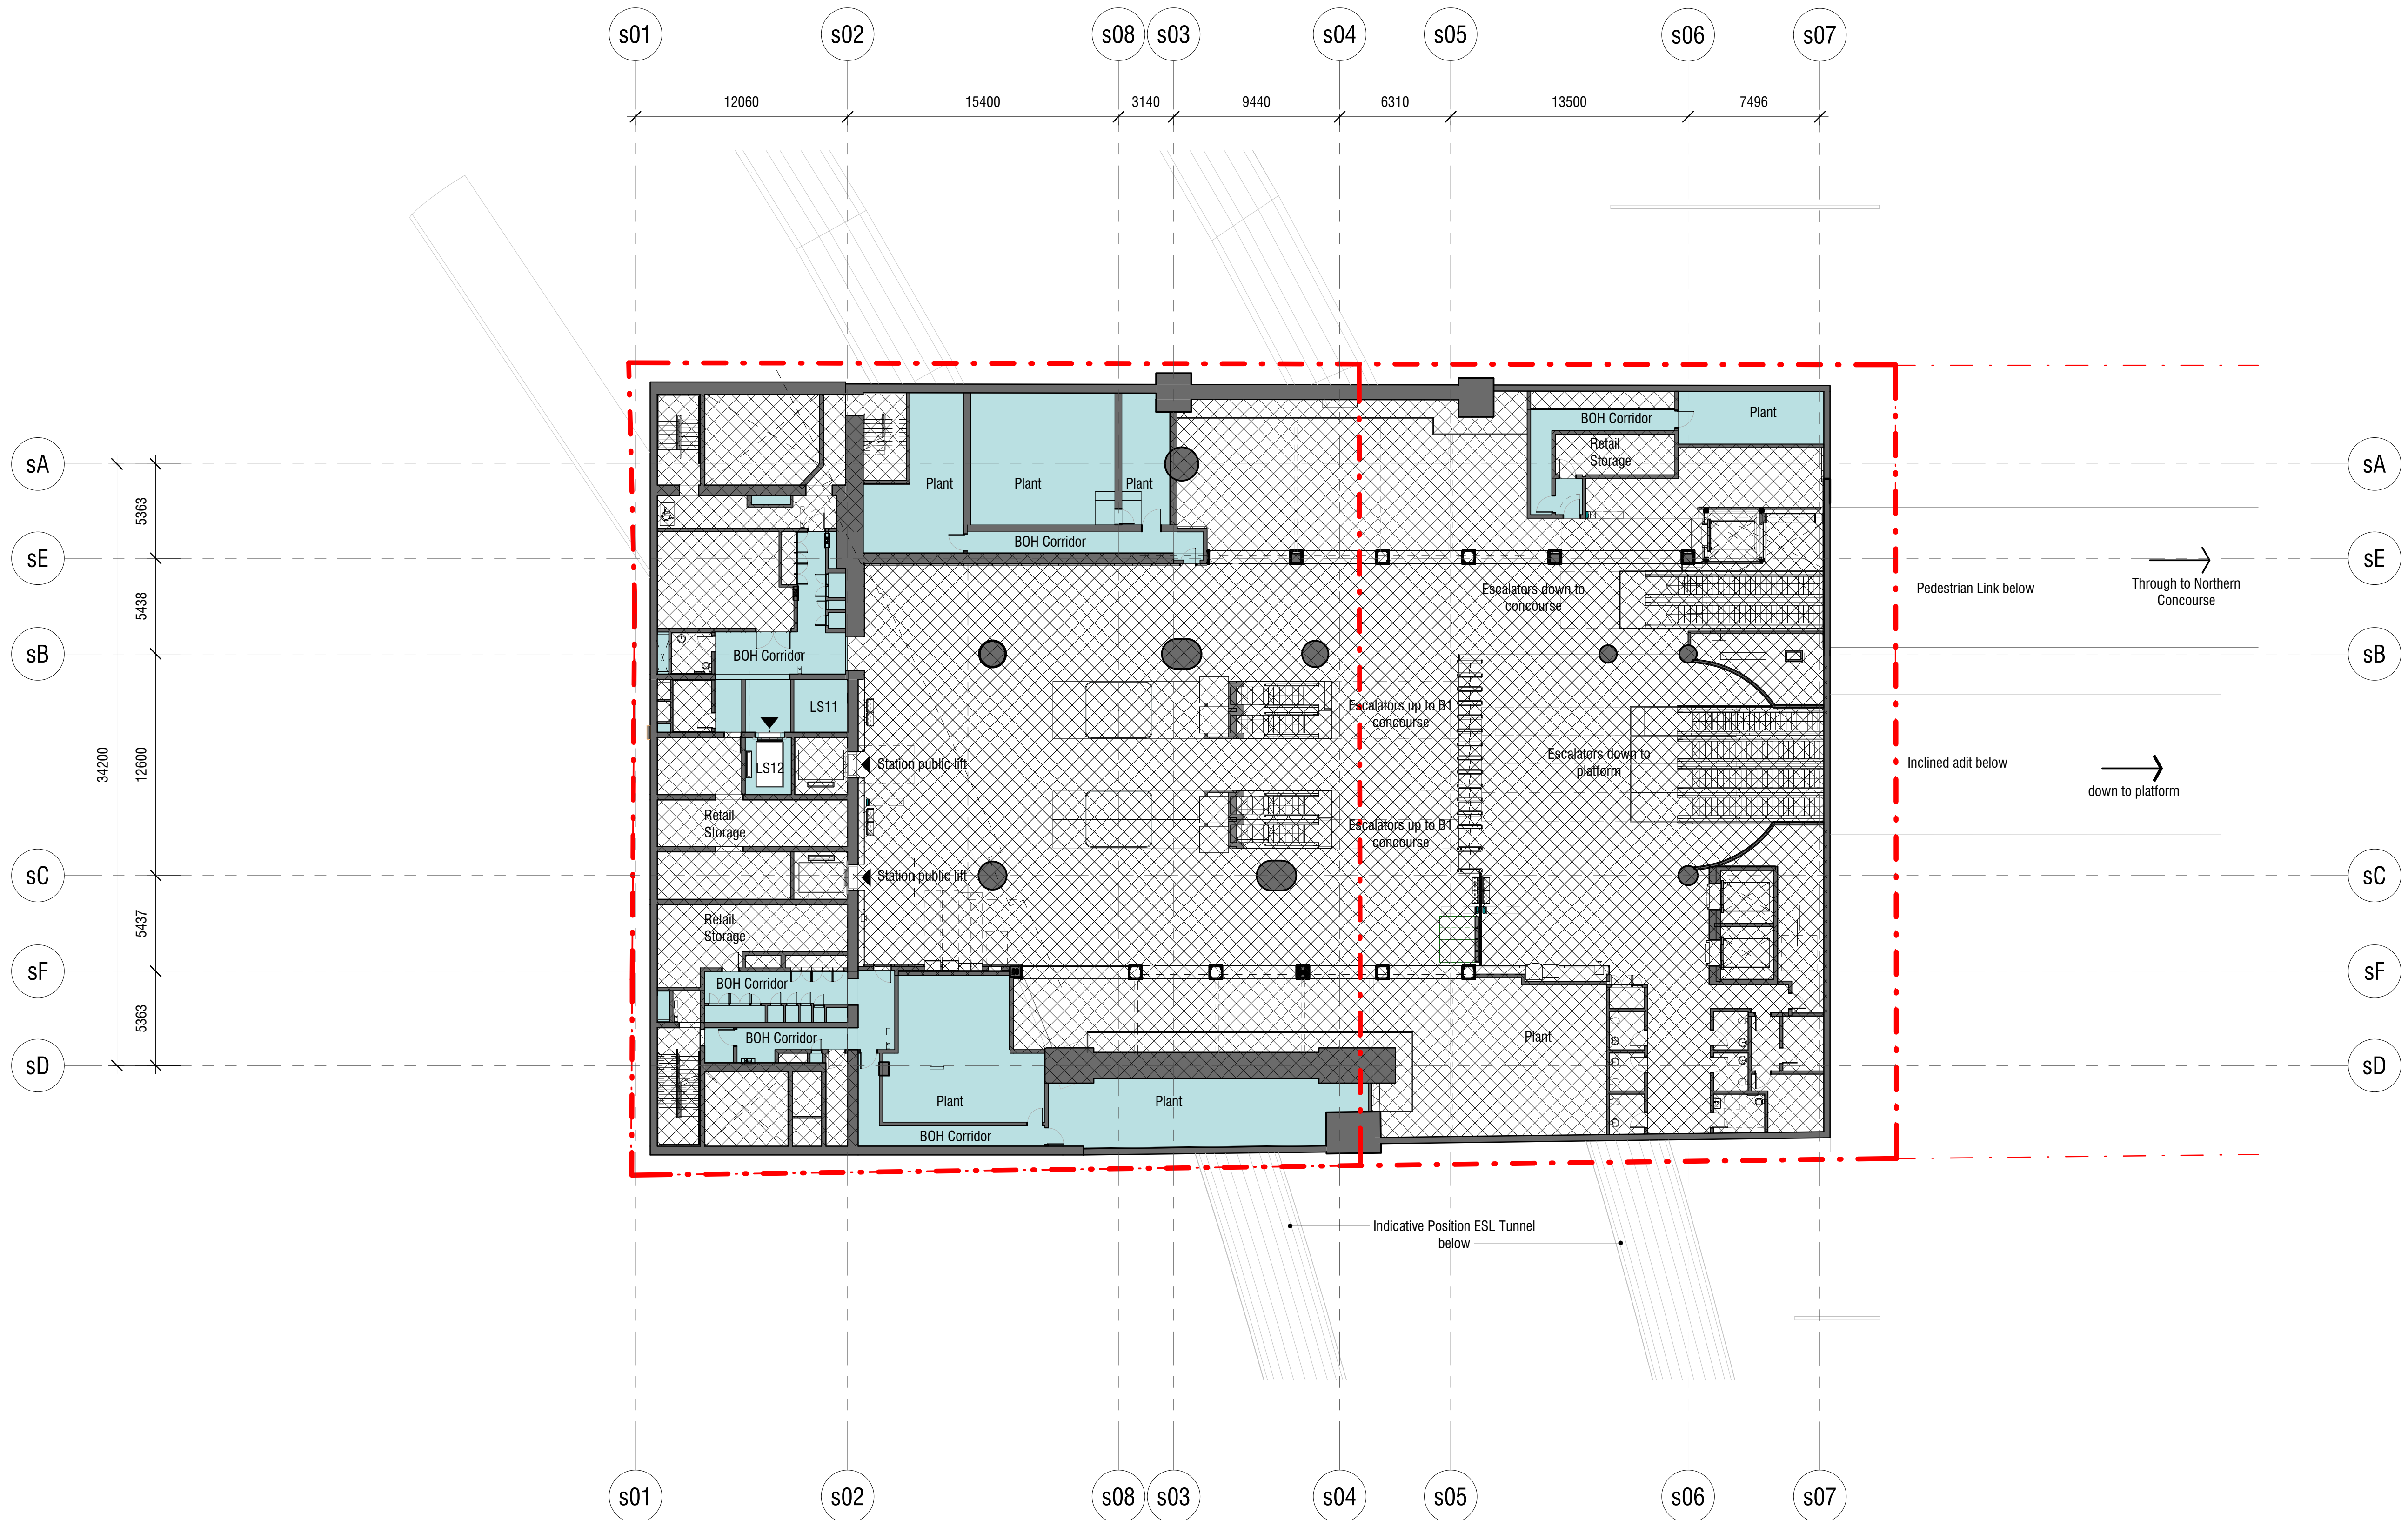 s01
s02
s08
s03
s04
s05
s06
s07
12060
15400
3140
9440
6310
13500
7496
BOH Corridor
Plant
Retail
Storage
sA
sA
Plant
Plant
Plant
5363
BOH Corridor
sE
sE
Escalators down to
concourse
Pedestrian Link below
Through to Northern
Concourse
5438
sB
BOH Corridor
sB
LS11
Escalators up to B1
concourse
34200
12600
LS12
Station public lift
Escalators down to
platform
Inclined adit below
down to platform
Retail
Storage
Escalators up to B1
concourse
sC
Station public lift
sC
Retail
Storage
5437
sF
BOH Corridor
sF
5363
BOH Corridor
Plant
sD
sD
Plant
Plant
BOH Corridor
Indicative Position ESL Tunnel
below
s01
s02
s08
s03
s04
s05
s06
s07